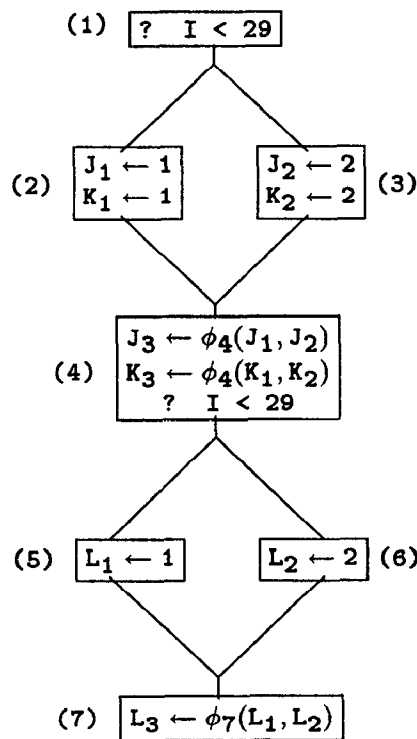 (1) ? I < 29
(2) J₁ ← 1 J₂ ← 2 (3)
K₁ ← 1 K₂ ← 2
J₃ ← ϕ₄(J₁,J₂)
(4) K₃ ← ϕ₄(K₁,K₂)
? I < 29
(5) L₁ ← 1 L₂ ← 2 (6)
(7) L₃ ← ϕ₇(L₁,L₂)